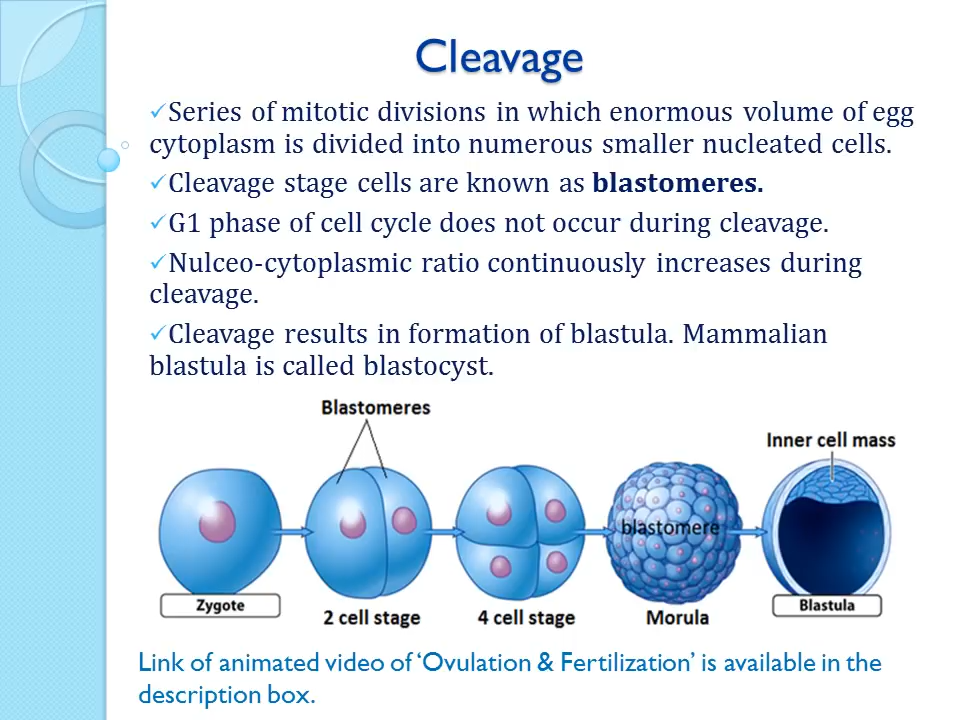 Cleavage
✓Series of mitotic divisions in which enormous volume of egg
cytoplasm is divided into numerous smaller nucleated cells.
✓Cleavage stage cells are known as blastomeres.
✓G1 phase of cell cycle does not occur during cleavage.
✓Nulceo-cytoplasmic ratio continuously increases during
cleavage.
✓Cleavage results in formation of blastula. Mammalian
blastula is called blastocyst.
Blastomeres
Inner cell mass
blastomere
Zygote
2 cell stage
4 cell stage
Morula
Blastula
Link of animated video of ‘Ovulation & Fertilization’ is available in the
description box.